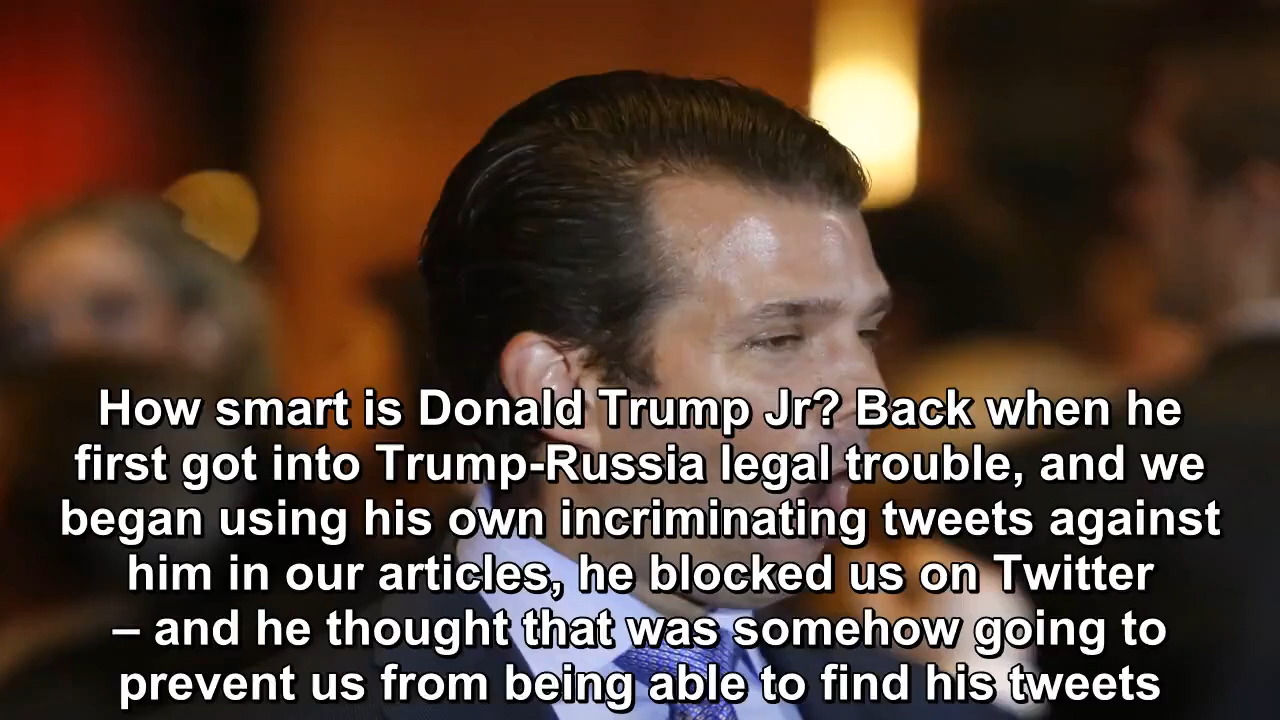 How smart is Donald Trump Jr? Back when he
first got into Trump-Russia legal trouble, and we
began using his own incriminating tweets against
him in our articles, he blocked us on Twitter
– and he thought that was somehow going to
prevent us from being able to find his tweets